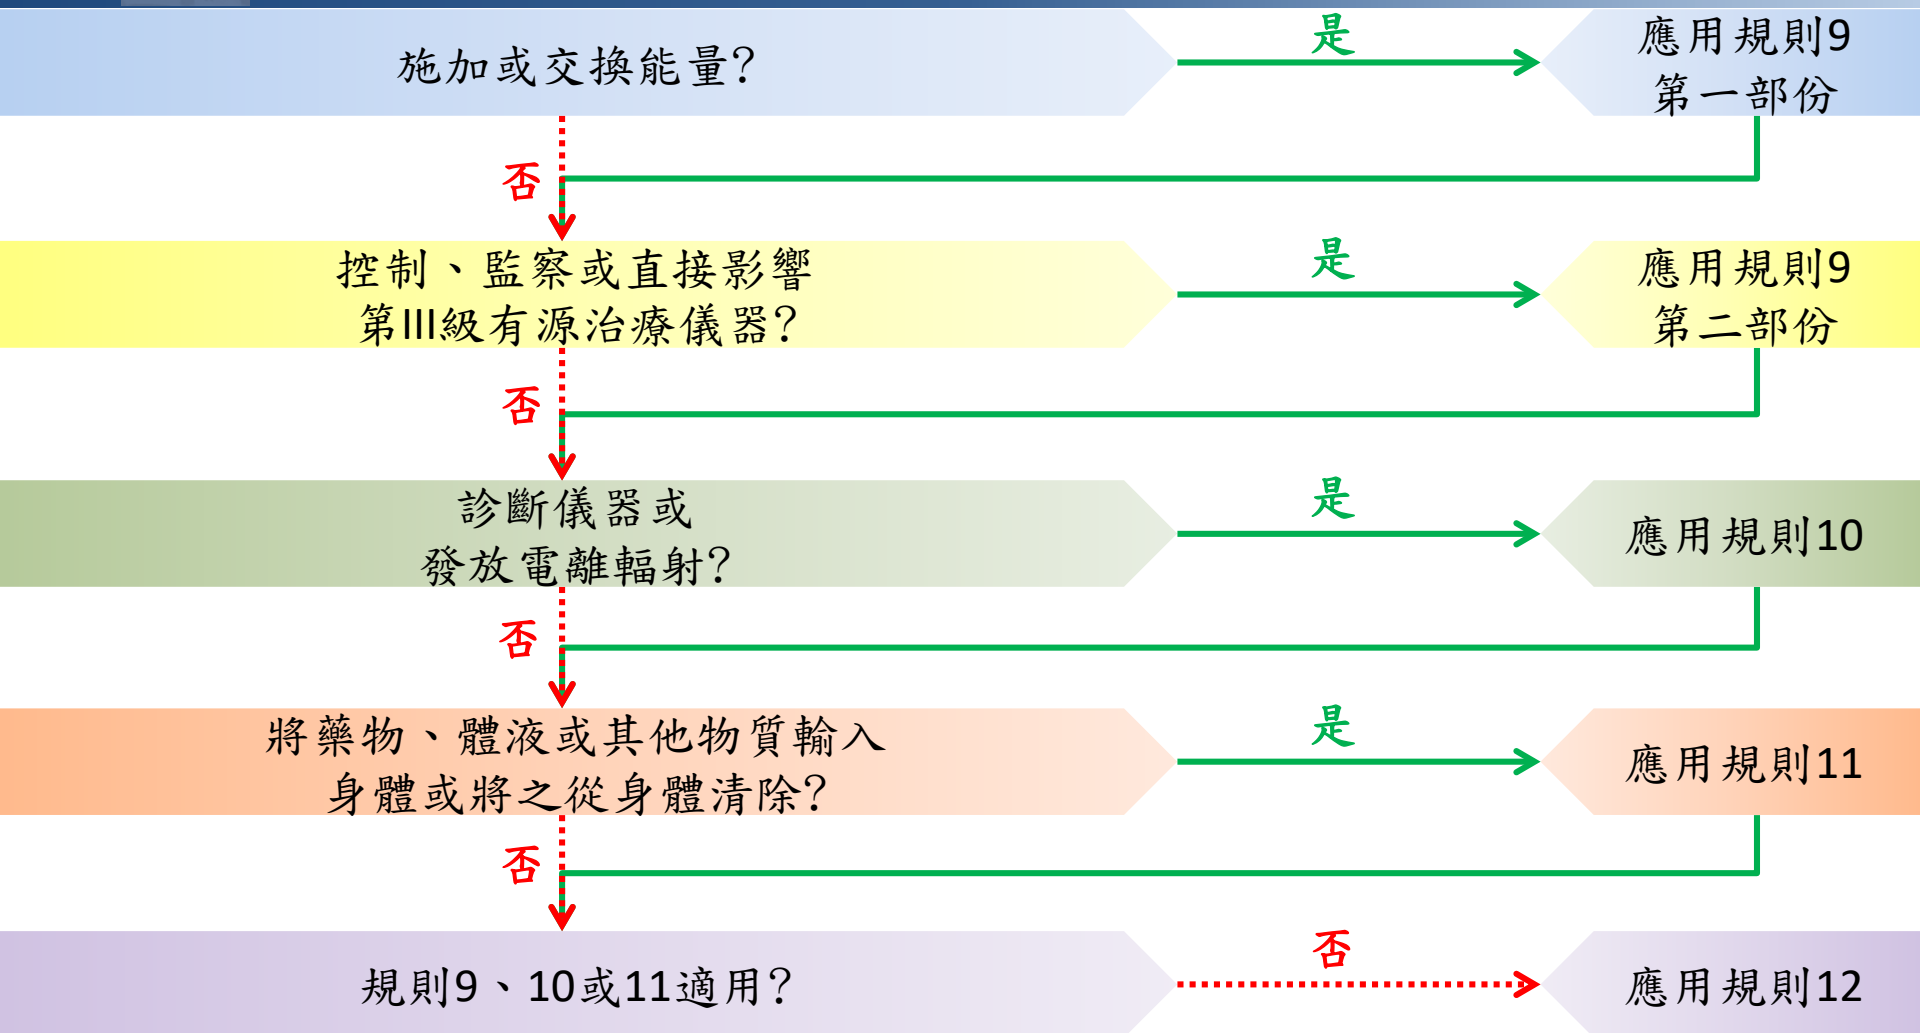 施加或交換能量?
是
應用規則9
第一部份
否
控制、監察或直接影響
第III級有源治療儀器?
是
應用規則9
第二部份
否
診斷儀器或
發放電離輻射?
是
應用規則10
否
將藥物、體液或其他物質輸入
身體或將之從身體清除?
是
應用規則11
否
規則9、10或11適用?
否
應用規則12